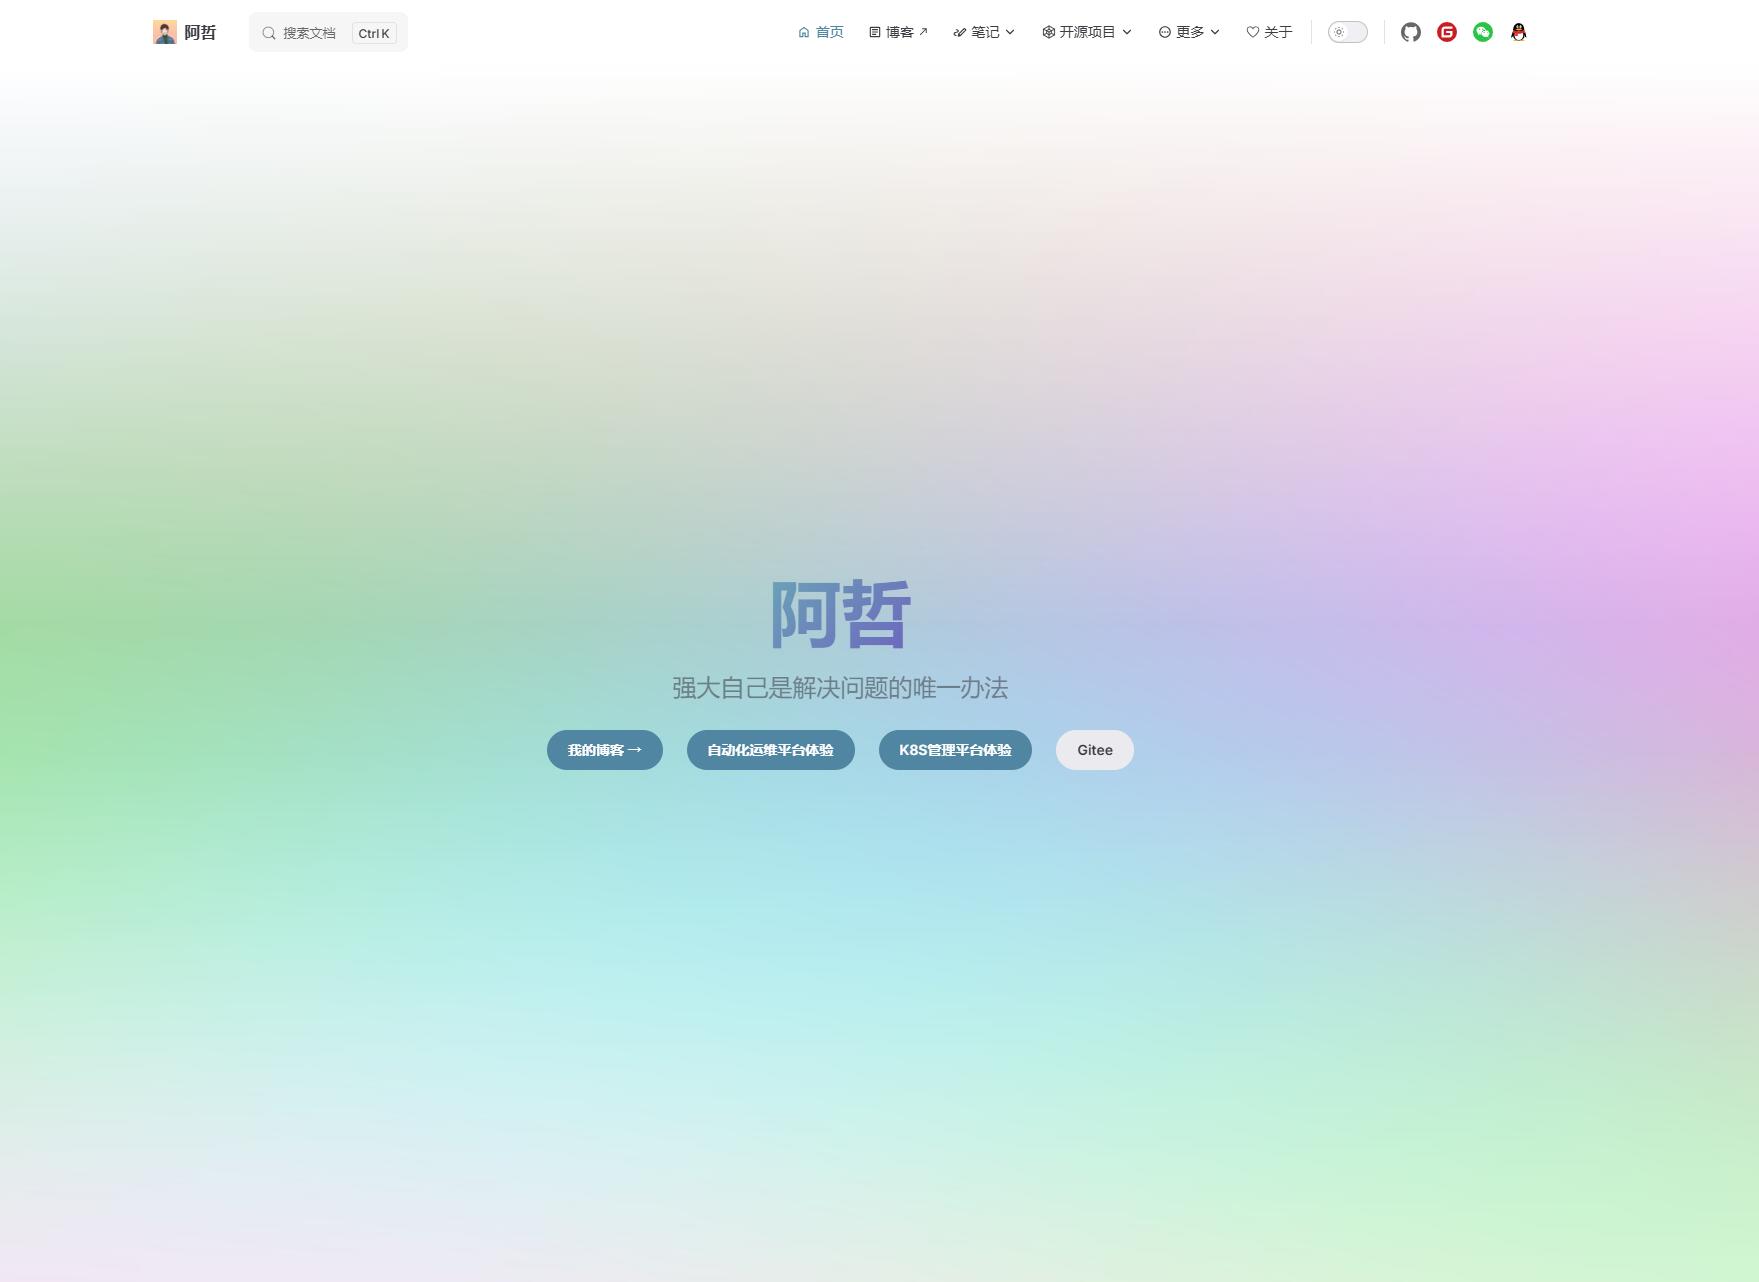 阿哲 搜索文档 Ctrl K 首页 博客 笔记 开源项目 更多 关于
阿哲
强大自己是解决问题的唯一办法
我的博客 → 自动化运维平台体验 K8S管理平台体验 Gitee